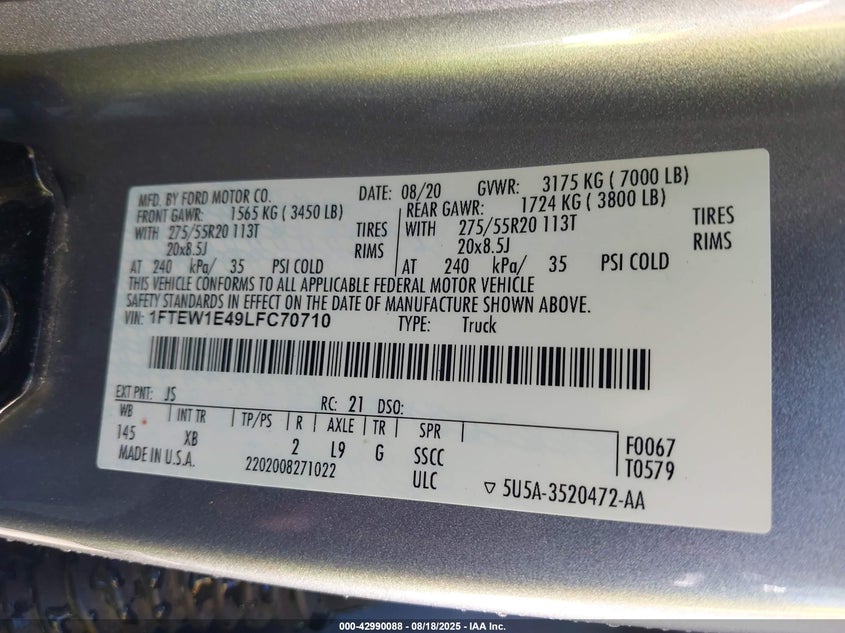 MFD. BY FORD MOTOR CO. DATE: 08/20 GVWR: 3175 KG ( 7000 LB)
FRONT GAWR: 1565 KG ( 3450 LB) REAR GAWR: 1724 KG ( 3800 LB)
WITH 275/55R20 113T TIRES WITH 275/55R20 113T TIRES
20x8.5J RIMS 20x8.5J RIMS
AT 240 kPa/ 35 PSI COLD AT 240 kPa/ 35 PSI COLD
THIS VEHICLE CONFORMS TO ALL APPLICABLE FEDERAL MOTOR VEHICLE
SAFETY STANDARDS IN EFFECT ON THE DATE OF MANUFACTURE SHOWN ABOVE.
VIN: 1FTEW1E49LFC70710 TYPE: Truck
EXT PNT: JS RC: 21 DSO:
WB INT TR TP/PS R AXLE TR SPR
145 XB 2 L9 G SSCC F0067
MADE IN U.S.A. 2202008271022 ULC T0579
▽ 5U5A-3520472-AA
000-42990088 - 08/18/2025 - IAA Inc.